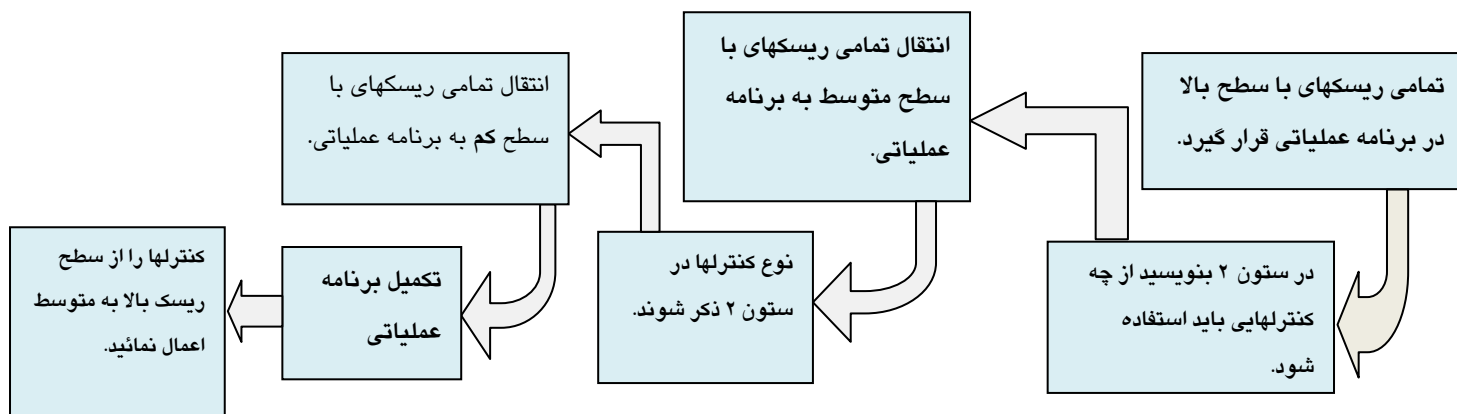 تمامی ریسکهای با سطح بالا
در برنامه عملیاتی قرار گیرد.
در ستون ۲ بنویسید از چه
کنترلهایی باید استفاده
شود.
انتقال تمامی ریسکهای با
سطح متوسط به برنامه
عملیاتی.
نوع کنترلها در
ستون ۲ ذکر شوند.
انتقال تمامی ریسکهای با
سطح کم به برنامه عملیاتی.
تکمیل برنامه
عملیاتی
کنترلها را از سطح
ریسک بالا به متوسط
اعمال نمائید.